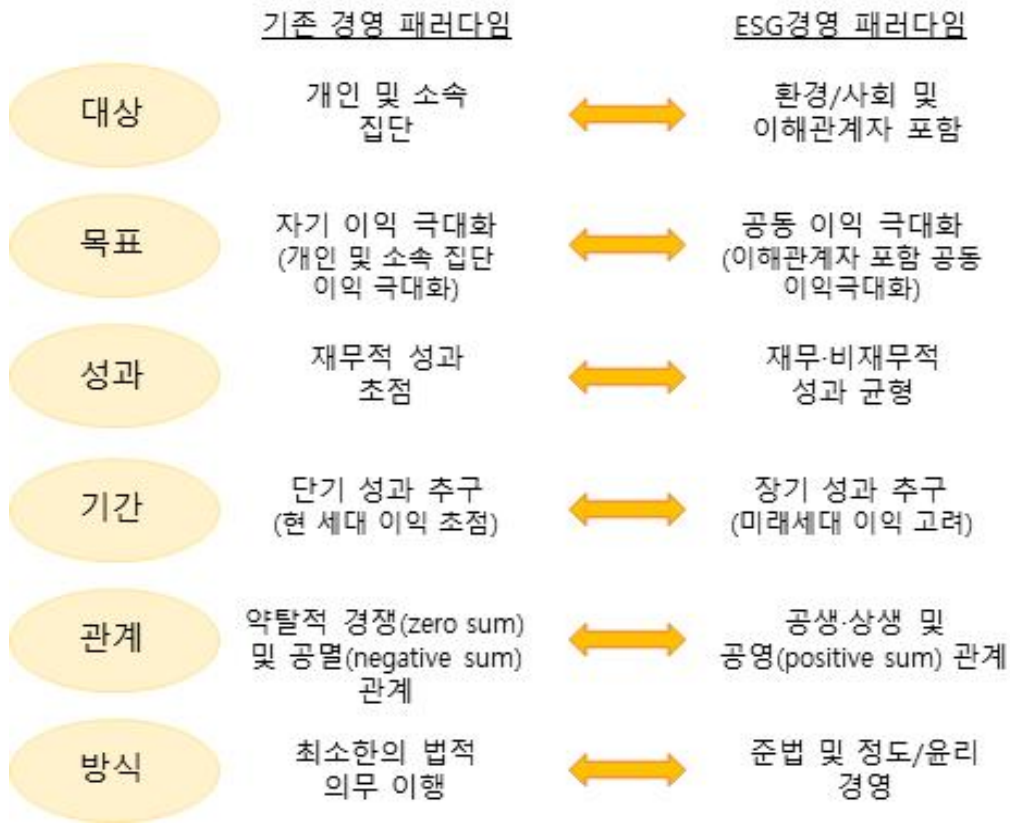 기존 경영 패러다임
ESG경영 패러다임
대상
개인 및 소속
집단
환경/사회 및
이해관계자 포함
목표
자기 이익 극대화
(개인 및 소속 집단
이익 극대화)
공동 이익 극대화
(이해관계자 포함 공동
이익극대화)
성과
재무적 성과
초점
재무·비재무적
성과 균형
기간
단기 성과 추구
(현 세대 이익 초점)
장기 성과 추구
(미래세대 이익 고려)
관계
약탈적 경쟁(zero sum)
및 공멸(negative sum)
관계
공생·상생 및
공영(positive sum) 관계
방식
최소한의 법적
의무 이행
준법 및 정도/윤리
경영